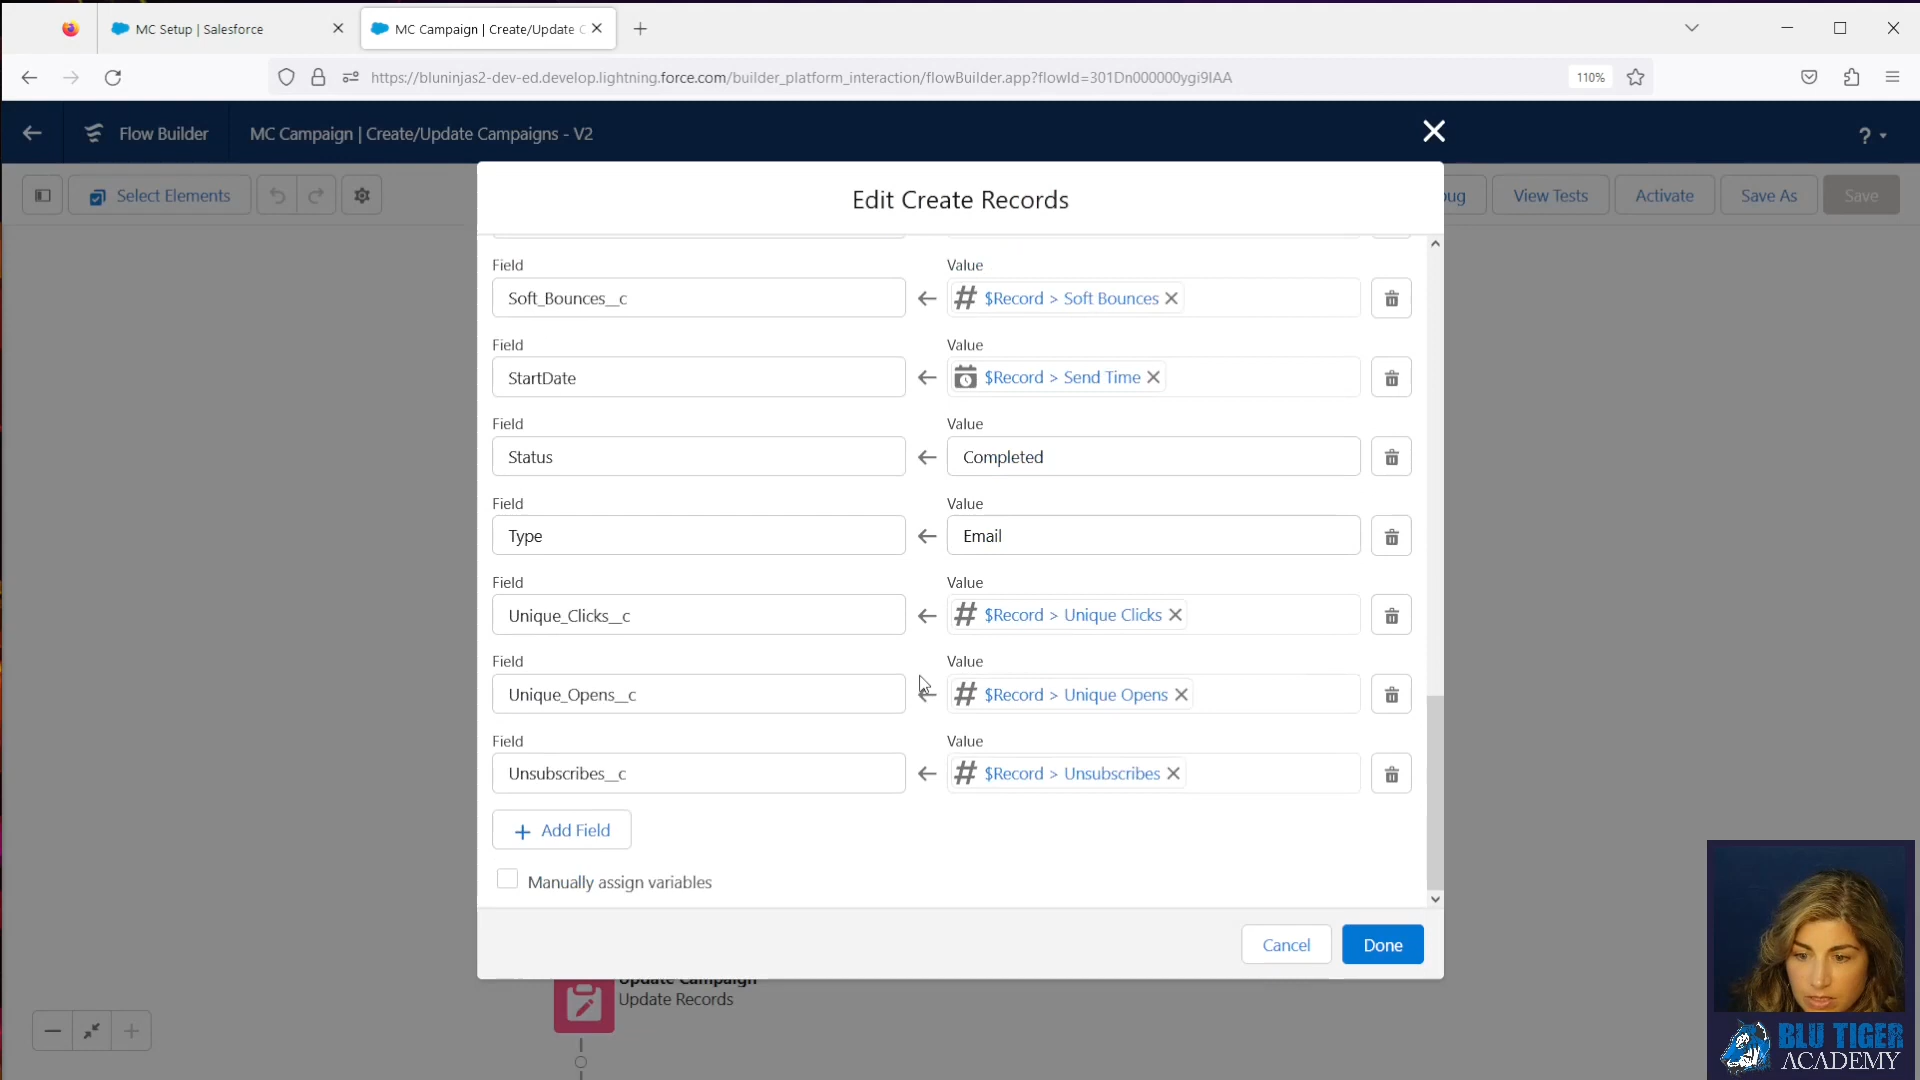 MC Setup | Salesforce
MC Campaign | Create/Update C
https://bluninjas2-dev-ed.develop.lightning.force.com/builder_platform_interaction/flowBuilder.app?flowId=301Dn000000ygi9IAA
110%
Flow Builder
MC Campaign | Create/Update Campaigns - V2
?
Select Elements
bug
View Tests
Activate
Save As
Save
Edit Create Records
Field
Value
Soft_Bounces__c
$Record > Soft Bounces
Field
Value
StartDate
$Record > Send Time
Field
Value
Status
Completed
Field
Value
Type
Email
Field
Value
Unique_Clicks__c
$Record > Unique Clicks
Field
Value
Unique_Opens__c
$Record > Unique Opens
Field
Value
Unsubscribes__c
$Record > Unsubscribes
+ Add Field
Manually assign variables
Cancel
Done
Update Campaign
Update Records
BLU TIGER
ACADEMY